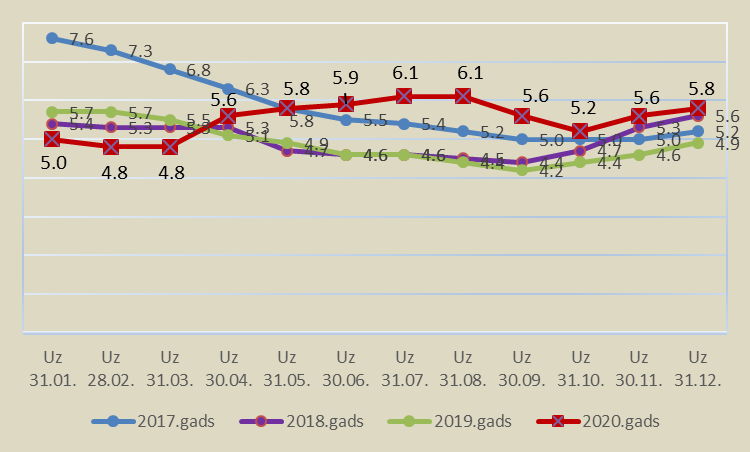 7.6
7.3
6.8
6.3
5.6 5.8 5.9 6.1 6.1 5.6 5.2 5.6 5.8
5.7 5.7 5.5 5.3 5.8 5.5 5.4 5.2 5.0 5.0 5.0 5.2
5.4 5.3 5.3 4.7 4.6 4.6 4.5 4.4 4.7 5.3 5.6
4.9 4.4 4.2 4.4 4.6 4.9
5.0 4.8 4.8
Uz Uz Uz Uz Uz Uz Uz Uz Uz Uz Uz Uz
31.01. 28.02. 31.03. 30.04. 31.05. 30.06. 31.07. 31.08. 30.09. 31.10. 30.11. 31.12.
2017.gads 2018.gads 2019.gads 2020.gads